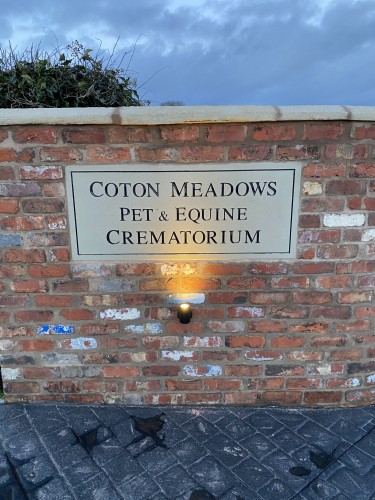 COTON MEADOWS
PET & EQUINE
CREMATORIUM